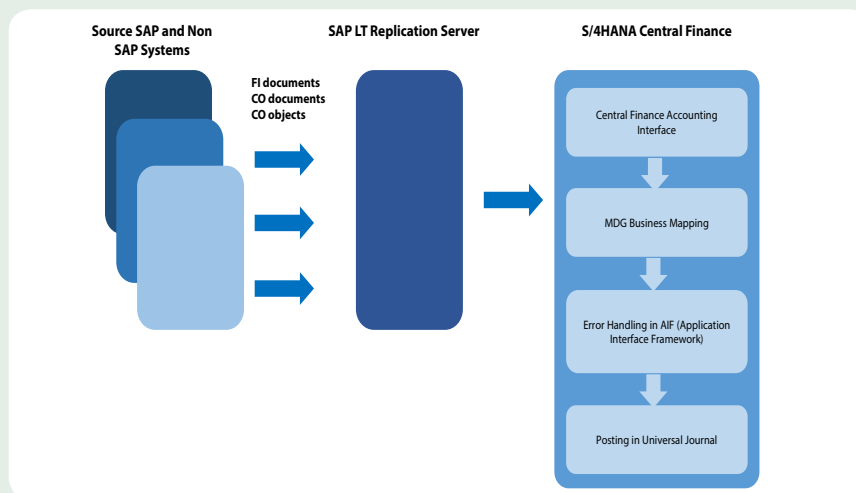 Source SAP and Non
SAP Systems
SAP LT Replication Server
S/4HANA Central Finance
FI documents
CO documents
CO objects
Central Finance Accounting
Interface
MDG Business Mapping
Error Handling in AIF (Application
Interface Framework)
Posting in Universal Journal